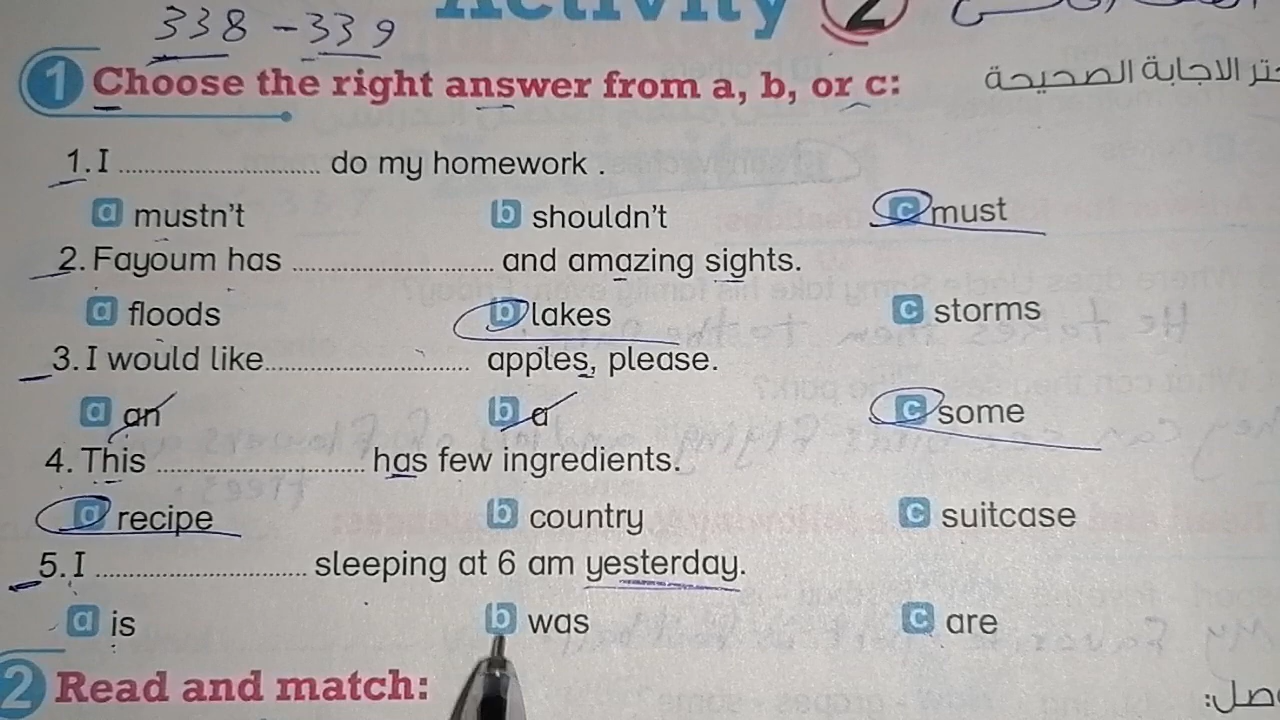 Activity 2
338 - 339
1 Choose the right answer from a, b, or c:
الاجابة الصحيحة
1. I .............................. do my homework .
a mustn't b shouldn't c must
2. Fayoum has .............................. and amazing sights.
a floods b lakes c storms
3. I would like.............................. apples, please.
a an b a c some
4. This .............................. has few ingredients.
a recipe b country c suitcase
5. I .............................. sleeping at 6 am yesterday.
a is b was c are
2 Read and match: